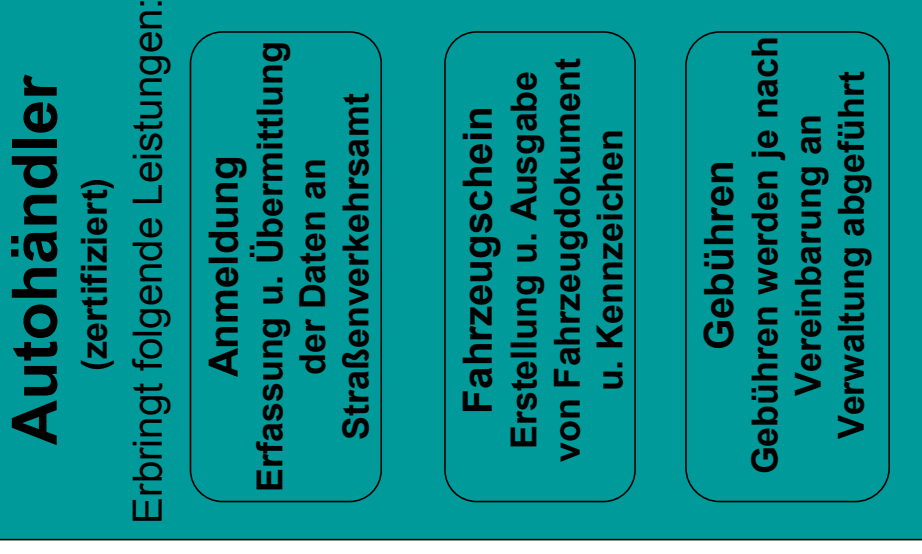 Autohändler
(zertifiziert)
Erbringt folgende Leistungen:
Anmeldung
Erfassung u. Übermittlung
der Daten an
Straßenverkehrsamt
Fahrzeugschein
Erstellung u. Ausgabe
von Fahrzeugdokument
u. Kennzeichen
Gebühren
Gebühren werden je nach
Vereinbarung an
Verwaltung abgeführt